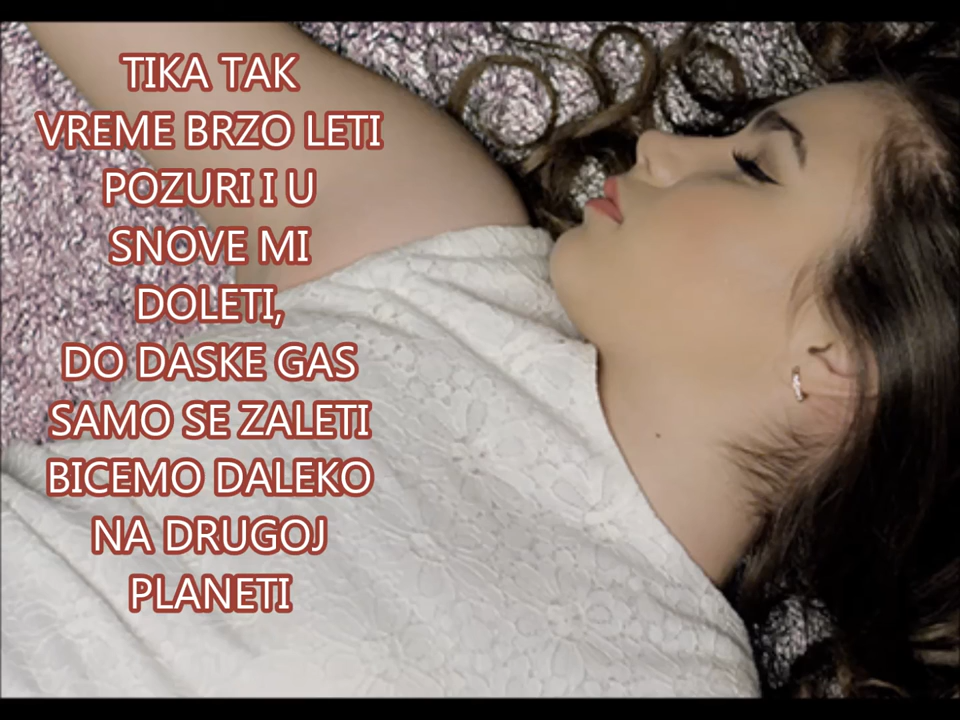 TIKA TAK
VREME BRZO LETI
POZURI I U
SNOVE MI
DOLETI,
DO DASKE GAS
SAMO SE ZALETI
BICEMO DALEKO
NA DRUGOJ
PLANETI